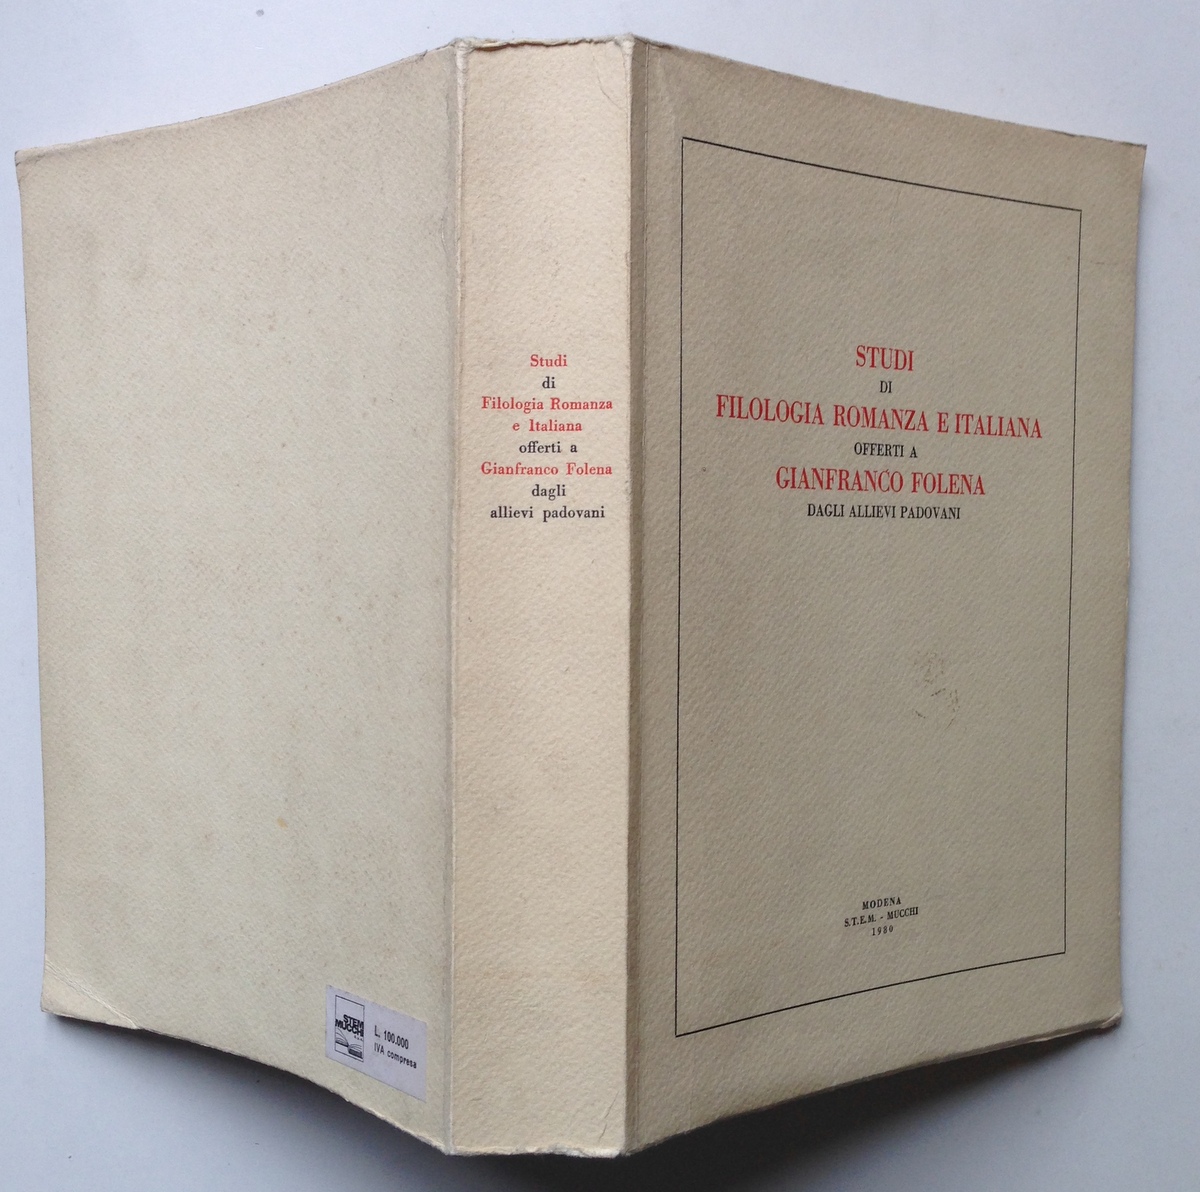 Studi
di
Filologia Romanza
e Italiana
offerti a
Gianfranco Folena
dagli
allievi padovani
STUDI
DI
FILOLOGIA ROMANZA E ITALIANA
OFFERTI A
GIANFRANCO FOLENA
DAGLI ALLIEVI PADOVANI
MODENA
S.T.E.M. - MUCCHI
1980
STEM
MUCCHI
L. 100.000
IVA compresa